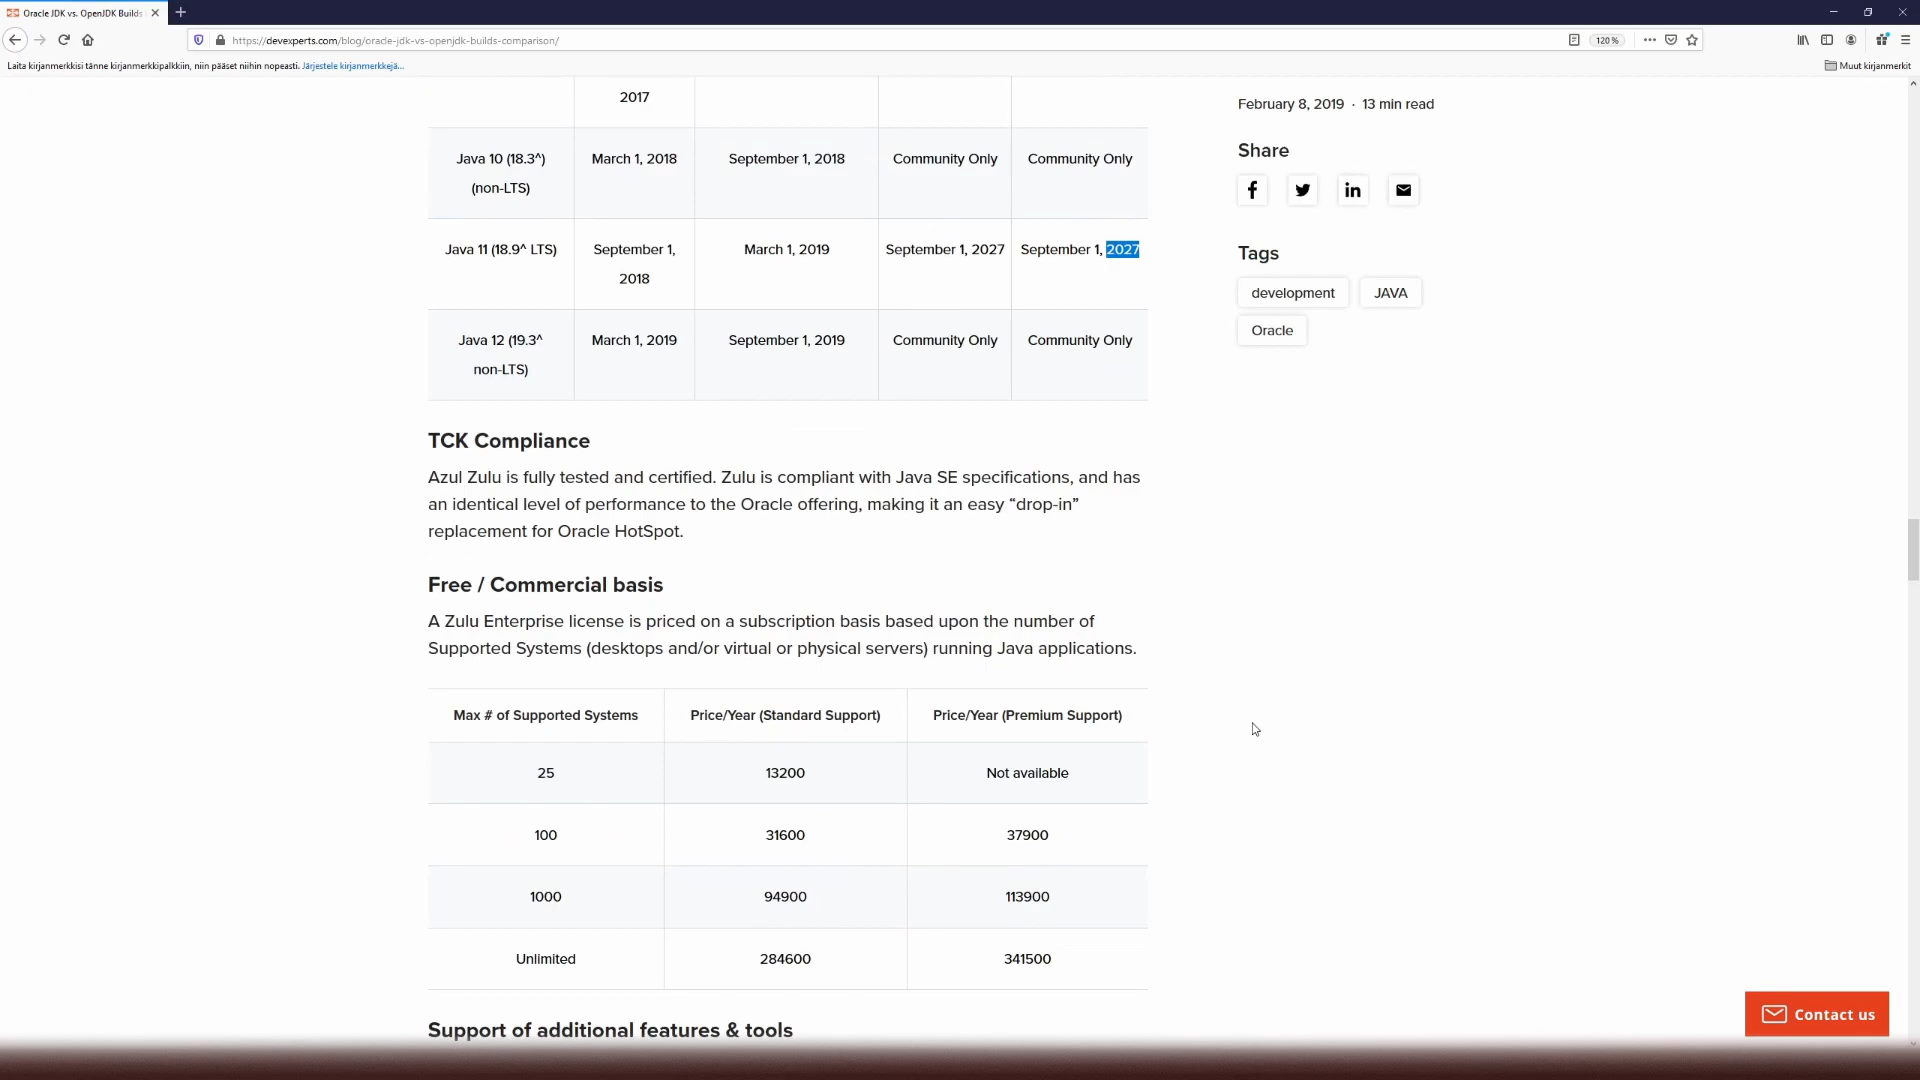 Oracle JDK vs. OpenJDK Builds
https://devexperts.com/blog/oracle-jdk-vs-openjdk-builds-comparison/
120 %
Laita kirjanmerkkisi tänne kirjanmerkkipalkkiin, niin pääset niihin nopeasti. Järjestele kirjanmerkkejä...
Muut kirjanmerkit
2017
Java 10 (18.3^)
(non-LTS)
March 1, 2018
September 1, 2018
Community Only
Community Only
Java 11 (18.9^ LTS)
September 1,
2018
March 1, 2019
September 1, 2027
September 1, 2027
Java 12 (19.3^
non-LTS)
March 1, 2019
September 1, 2019
Community Only
Community Only
TCK Compliance
Azul Zulu is fully tested and certified. Zulu is compliant with Java SE specifications, and has
an identical level of performance to the Oracle offering, making it an easy “drop-in”
replacement for Oracle HotSpot.
Free / Commercial basis
A Zulu Enterprise license is priced on a subscription basis based upon the number of
Supported Systems (desktops and/or virtual or physical servers) running Java applications.
Max # of Supported Systems
Price/Year (Standard Support)
Price/Year (Premium Support)
25
13200
Not available
100
31600
37900
1000
94900
113900
Unlimited
284600
341500
Support of additional features & tools
February 8, 2019 · 13 min read
Share
Tags
development
JAVA
Oracle
Contact us